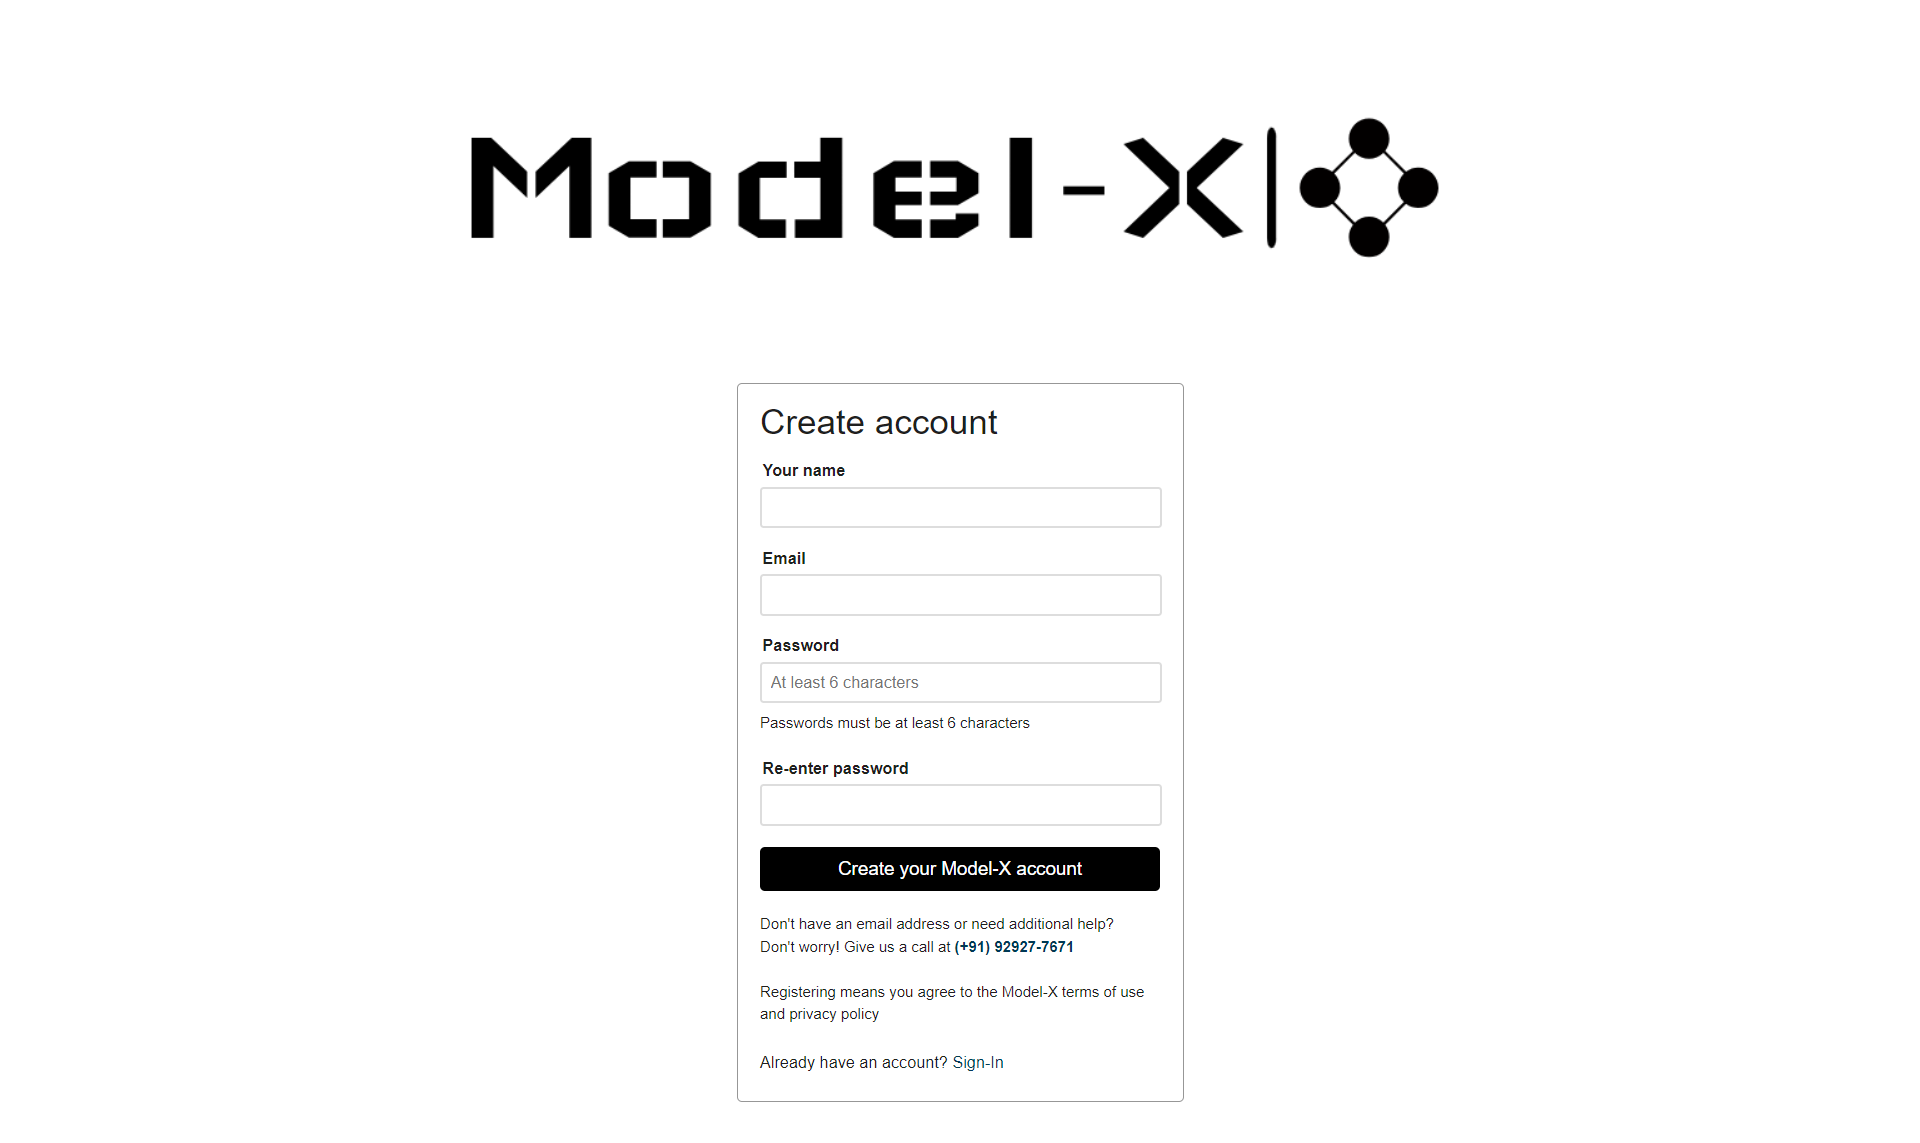 Model-X
Create account
Your name
Email
Password
At least 6 characters
Passwords must be at least 6 characters
Re-enter password
Create your Model-X account
Don't have an email address or need additional help?
Don't worry! Give us a call at (+91) 92927-7671
Registering means you agree to the Model-X terms of use
and privacy policy
Already have an account? Sign-In